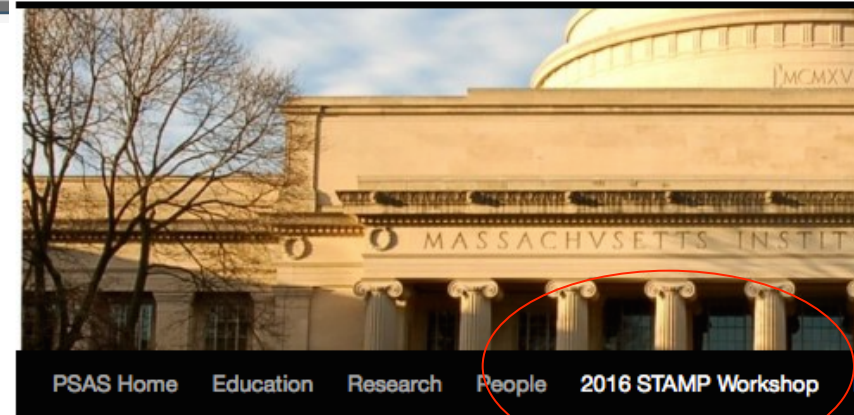 MCMXV
MASSACHVSETTS INSTIT
PSAS Home Education Research People 2016 STAMP Workshop